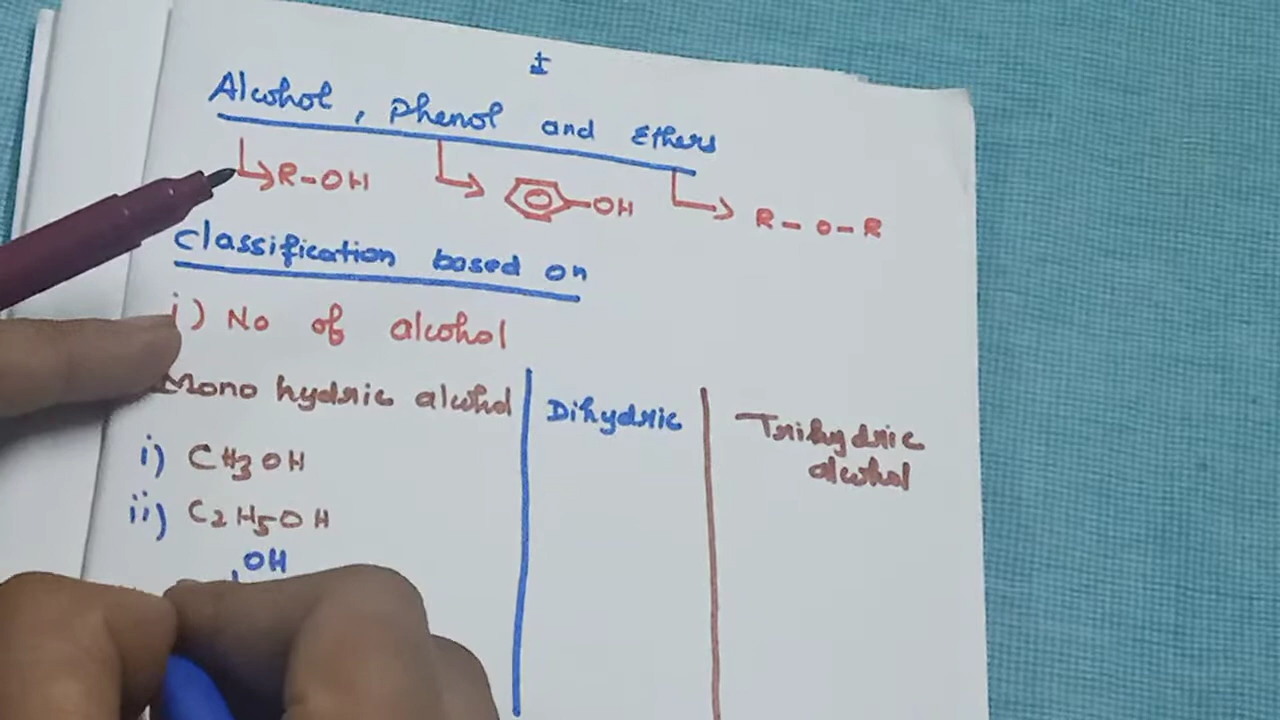 ±
Alcohol, Phenol and Ethers
R-OH
-OH
R-O-R
Classification based on
i) No of alcohol
Mono hydric alcohol
Dihydric
Trihydric
alcohol
i) CH3OH
ii) C2H5OH
OH